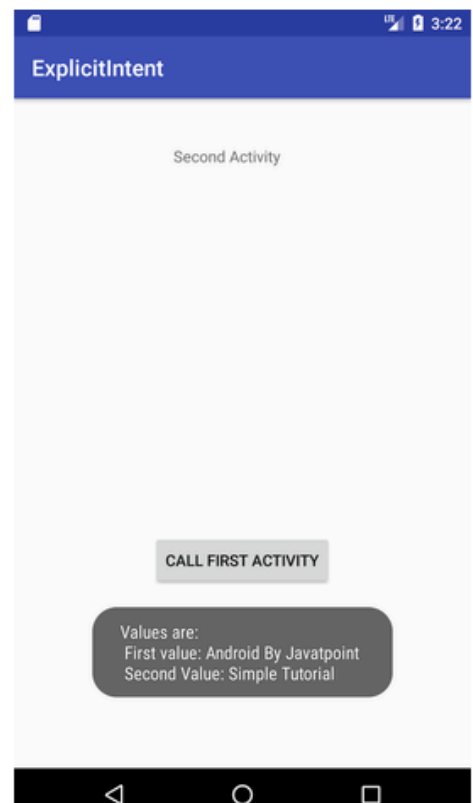 LTE 3:22
ExplicitIntent
Second Activity
CALL FIRST ACTIVITY
Values are:
First value: Android By Javatpoint
Second Value: Simple Tutorial